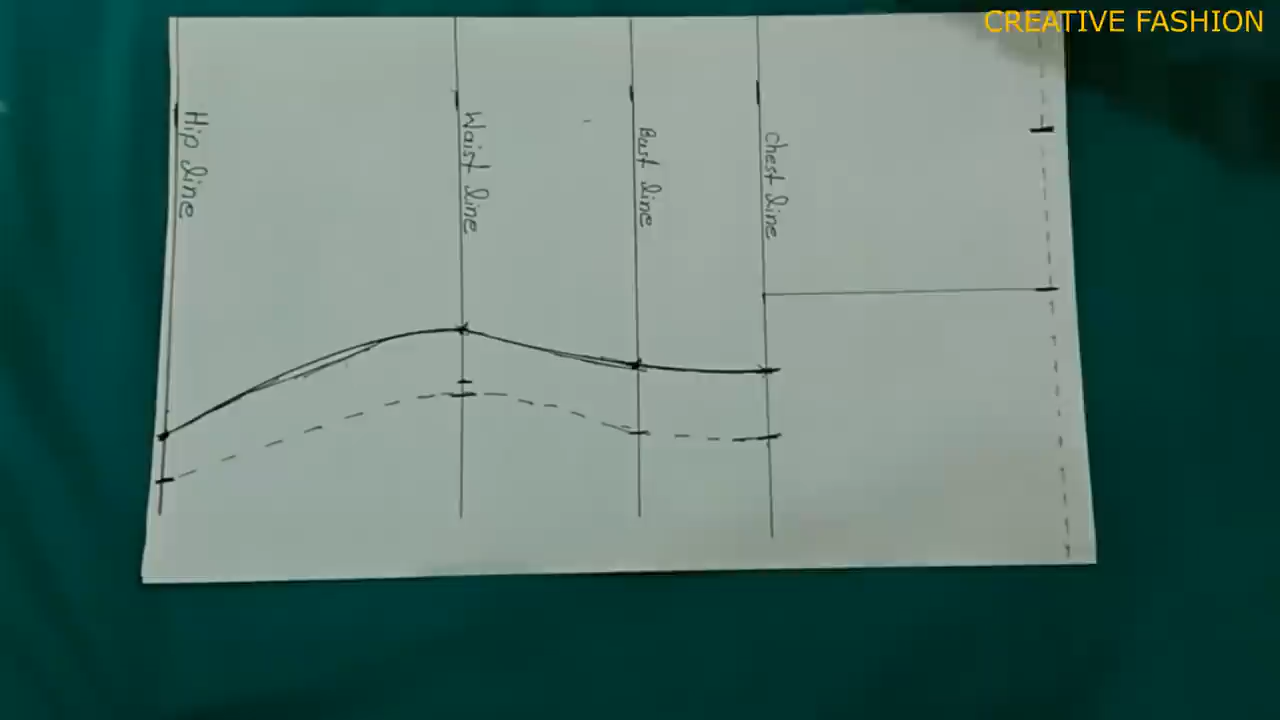 CREATIVE FASHION
Hip line
Waist line
Bust line
chest line